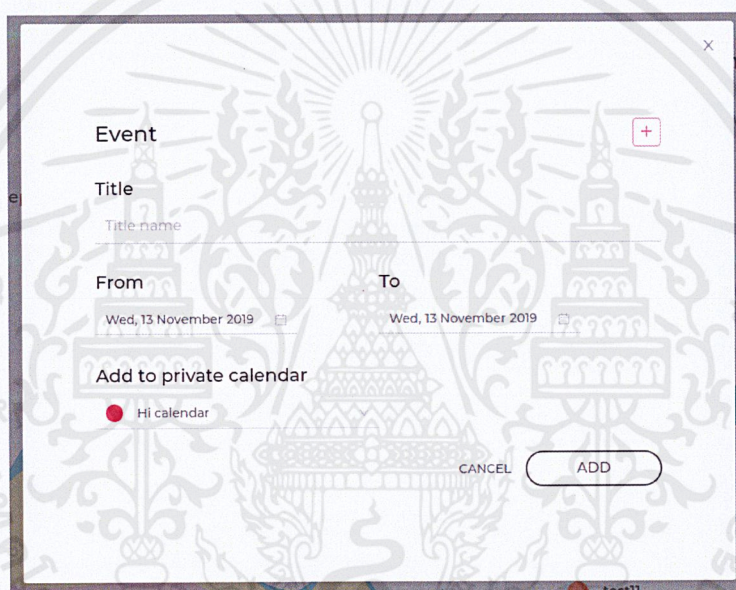 X
Event
+
Title
Title name
From To
Wed, 13 November 2019 Wed, 13 November 2019
Add to private calendar
Hi calendar
CANCEL ADD
test11